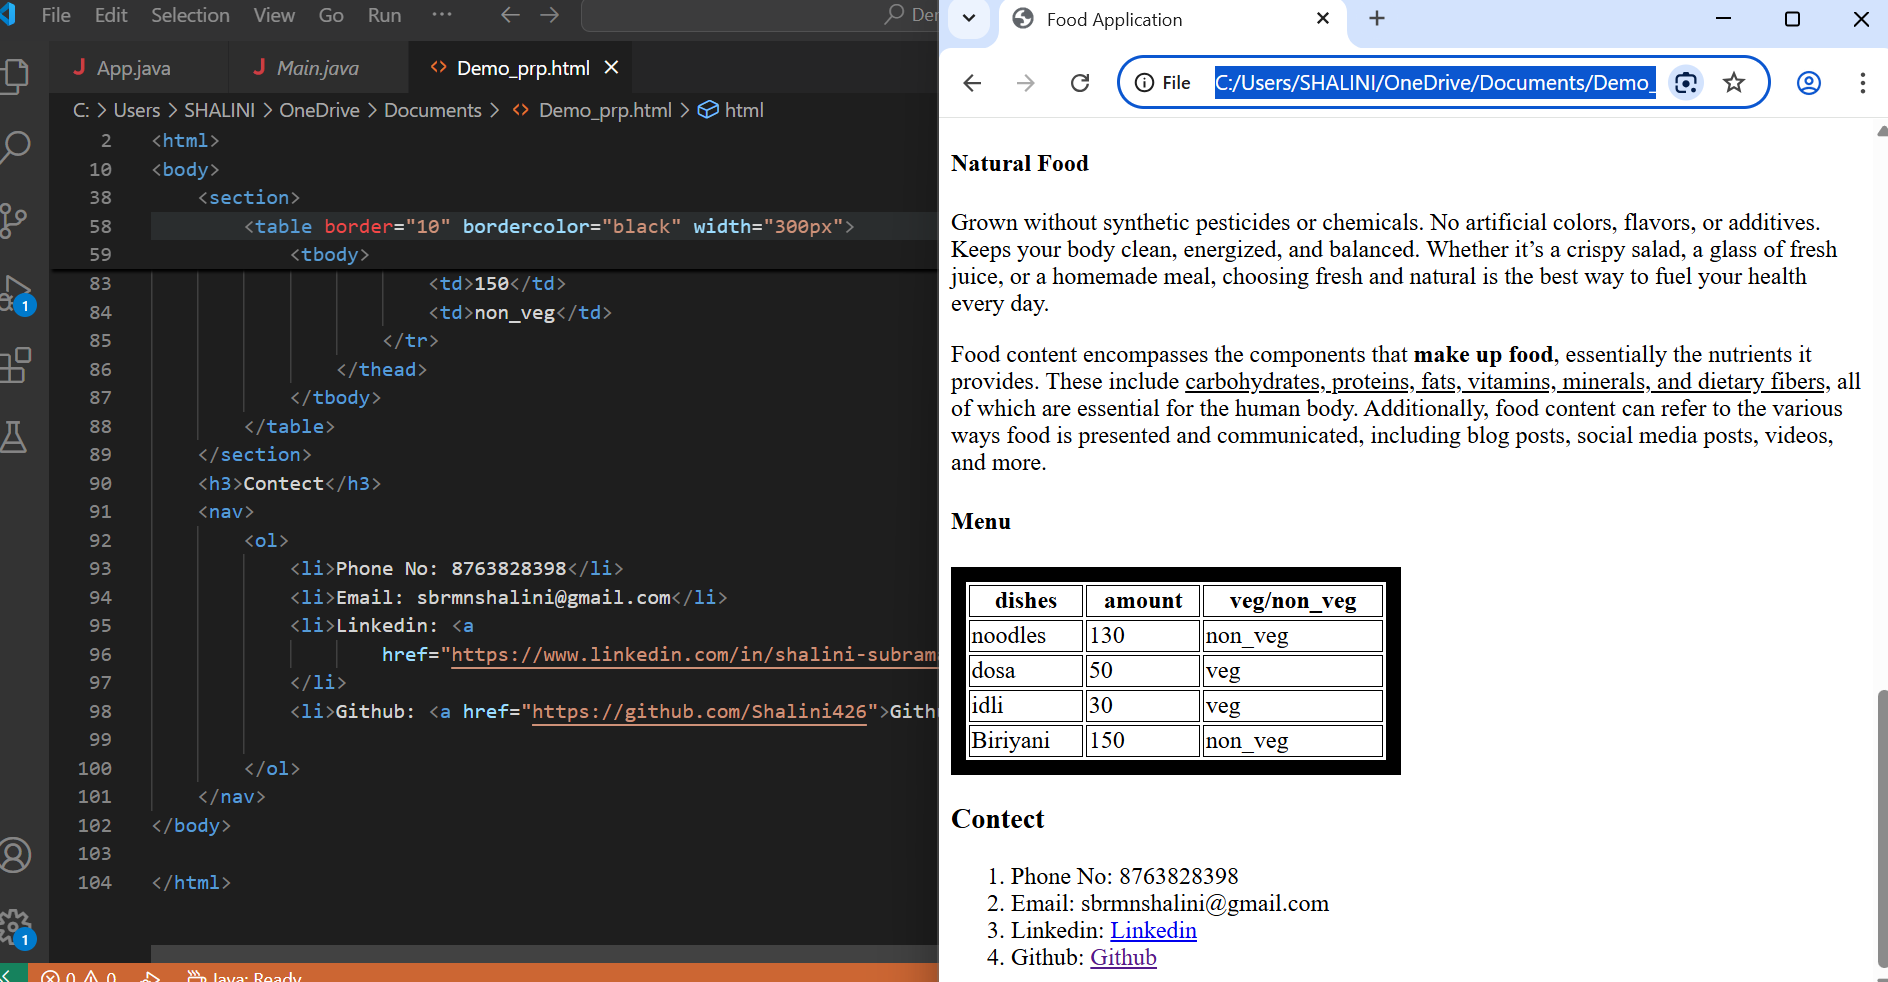 File Edit Selection View Go Run ···
App.java Main.java Demo_prp.html
C: > Users > SHALINI > OneDrive > Documents > Demo_prp.html > html
2 <html>
10 <body>
38 <section>
58 <table border="10" bordercolor="black" width="300px">
59 <tbody>
83 <td>150</td>
84 <td>non_veg</td>
85 </tr>
86 </thead>
87 </tbody>
88 </table>
89 </section>
90 <h3>Contect</h3>
91 <nav>
92 <ol>
93 <li>Phone No: 8763828398</li>
94 <li>Email: sbrmnshalini@gmail.com</li>
95 <li>Linkedin: <a
96 href="https://www.linkedin.com/in/shalini-subram
97 </li>
98 <li>Github: <a href="https://github.com/Shalini426">Gith
99
100 </ol>
101 </nav>
102 </body>
103
104 </html>
1
1
0 0 Java: Ready
Food Application
File C:/Users/SHALINI/OneDrive/Documents/Demo_
Natural Food
Grown without synthetic pesticides or chemicals. No artificial colors, flavors, or additives.
Keeps your body clean, energized, and balanced. Whether it’s a crispy salad, a glass of fresh
juice, or a homemade meal, choosing fresh and natural is the best way to fuel your health
every day.
Food content encompasses the components that make up food, essentially the nutrients it
provides. These include carbohydrates, proteins, fats, vitamins, minerals, and dietary fibers, all
of which are essential for the human body. Additionally, food content can refer to the various
ways food is presented and communicated, including blog posts, social media posts, videos,
and more.
Menu
dishes amount veg/non_veg
noodles 130 non_veg
dosa 50 veg
idli 30 veg
Biriyani 150 non_veg
Contect
1. Phone No: 8763828398
2. Email: sbrmnshalini@gmail.com
3. Linkedin: Linkedin
4. Github: Github